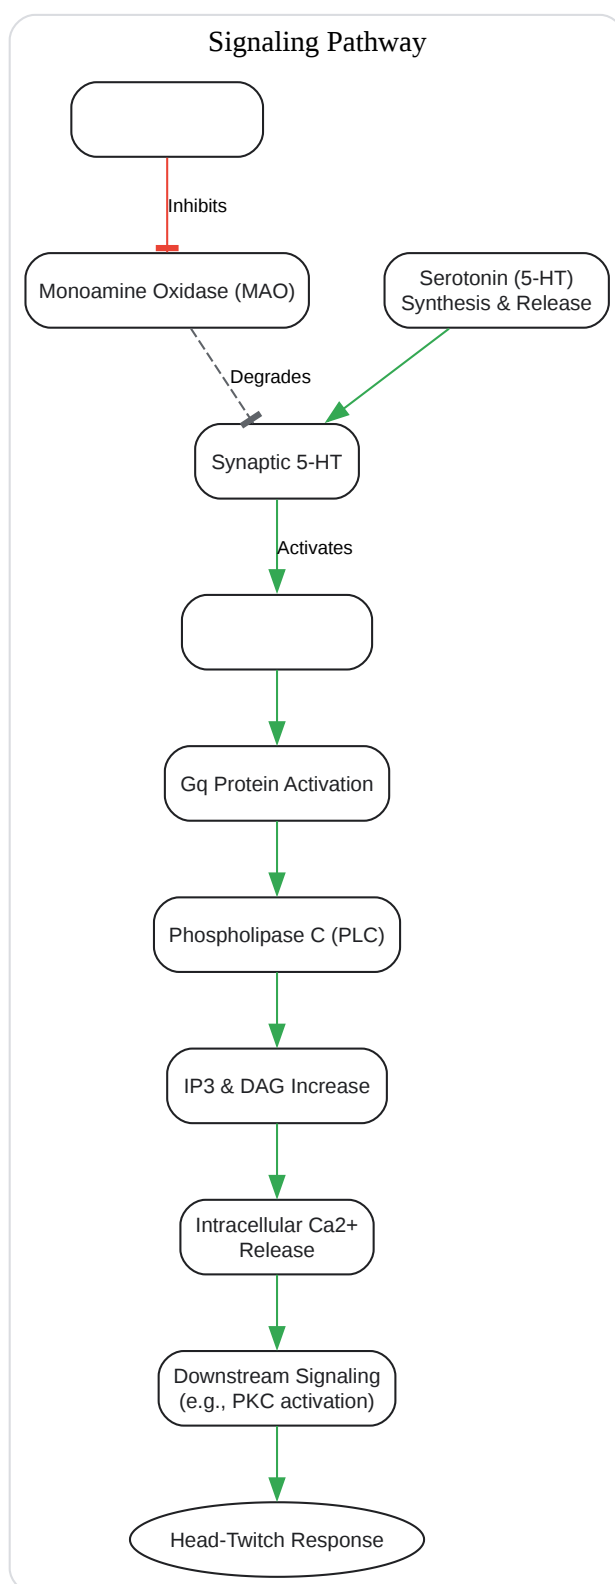 Signaling Pathway
Inhibits
Monoamine Oxidase (MAO)
Serotonin (5-HT)
Synthesis & Release
Degrades
Synaptic 5-HT
Activates
Gq Protein Activation
Phospholipase C (PLC)
IP3 & DAG Increase
Intracellular Ca2+
Release
Downstream Signaling
(e.g., PKC activation)
Head-Twitch Response